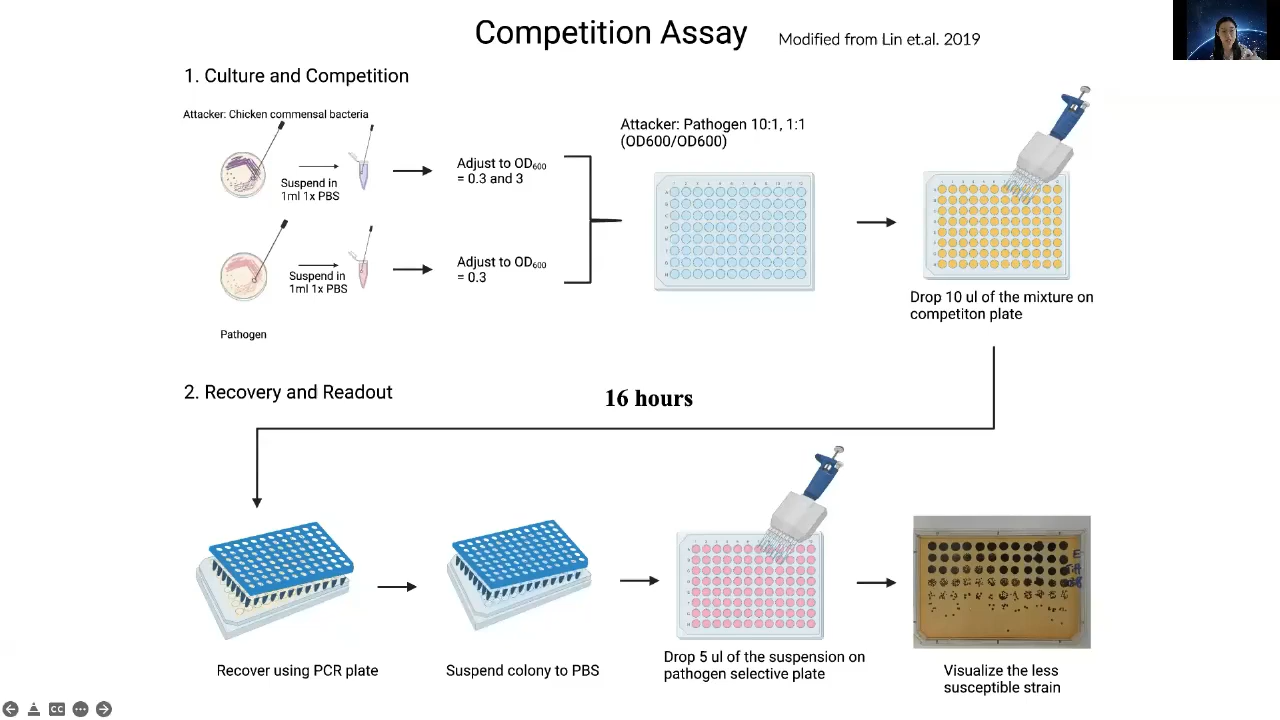 Competition Assay
Modified from Lin et.al. 2019
1. Culture and Competition
Attacker: Chicken commensal bacteria
Suspend in
1ml 1x PBS
Adjust to OD600
= 0.3 and 3
Attacker: Pathogen 10:1, 1:1
(OD600/OD600)
Suspend in
1ml 1x PBS
Adjust to OD600
= 0.3
Pathogen
Drop 10 ul of the mixture on
competiton plate
2. Recovery and Readout
16 hours
Recover using PCR plate
Suspend colony to PBS
Drop 5 ul of the suspension on
pathogen selective plate
Visualize the less
susceptible strain
CC